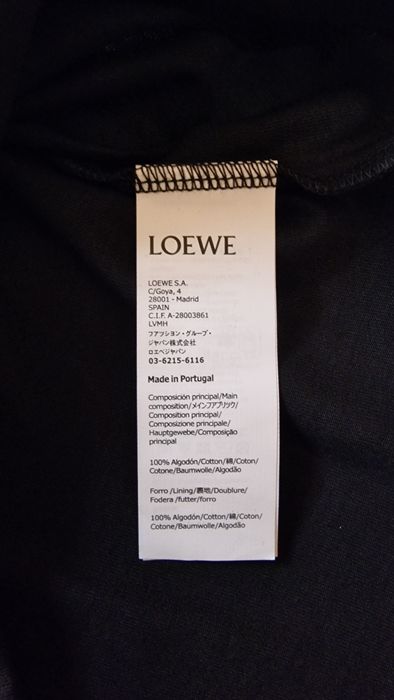 LOEWE
LOEWE S.A.
C/Goya, 4
28001 - Madrid
SPAIN
C.I.F. A-28003861
LVMH
ファッション・グループ・
ジャパン株式会社
ロエベジャパン
03-6215-6116
Made in Portugal
Composición principal/Main
composition/メインファブリック/
Composition principal/
Composizione principale/
Hauptgewebe/Composição
principal
100% Algodón/Cotton/綿/Coton/
Cotone/Baumwolle/Algodão
Forro /Lining/裏地/Doublure/
Fodera /futter/forro
100% Algodón/Cotton/綿/Coton/
Cotone/Baumwolle/Algodão